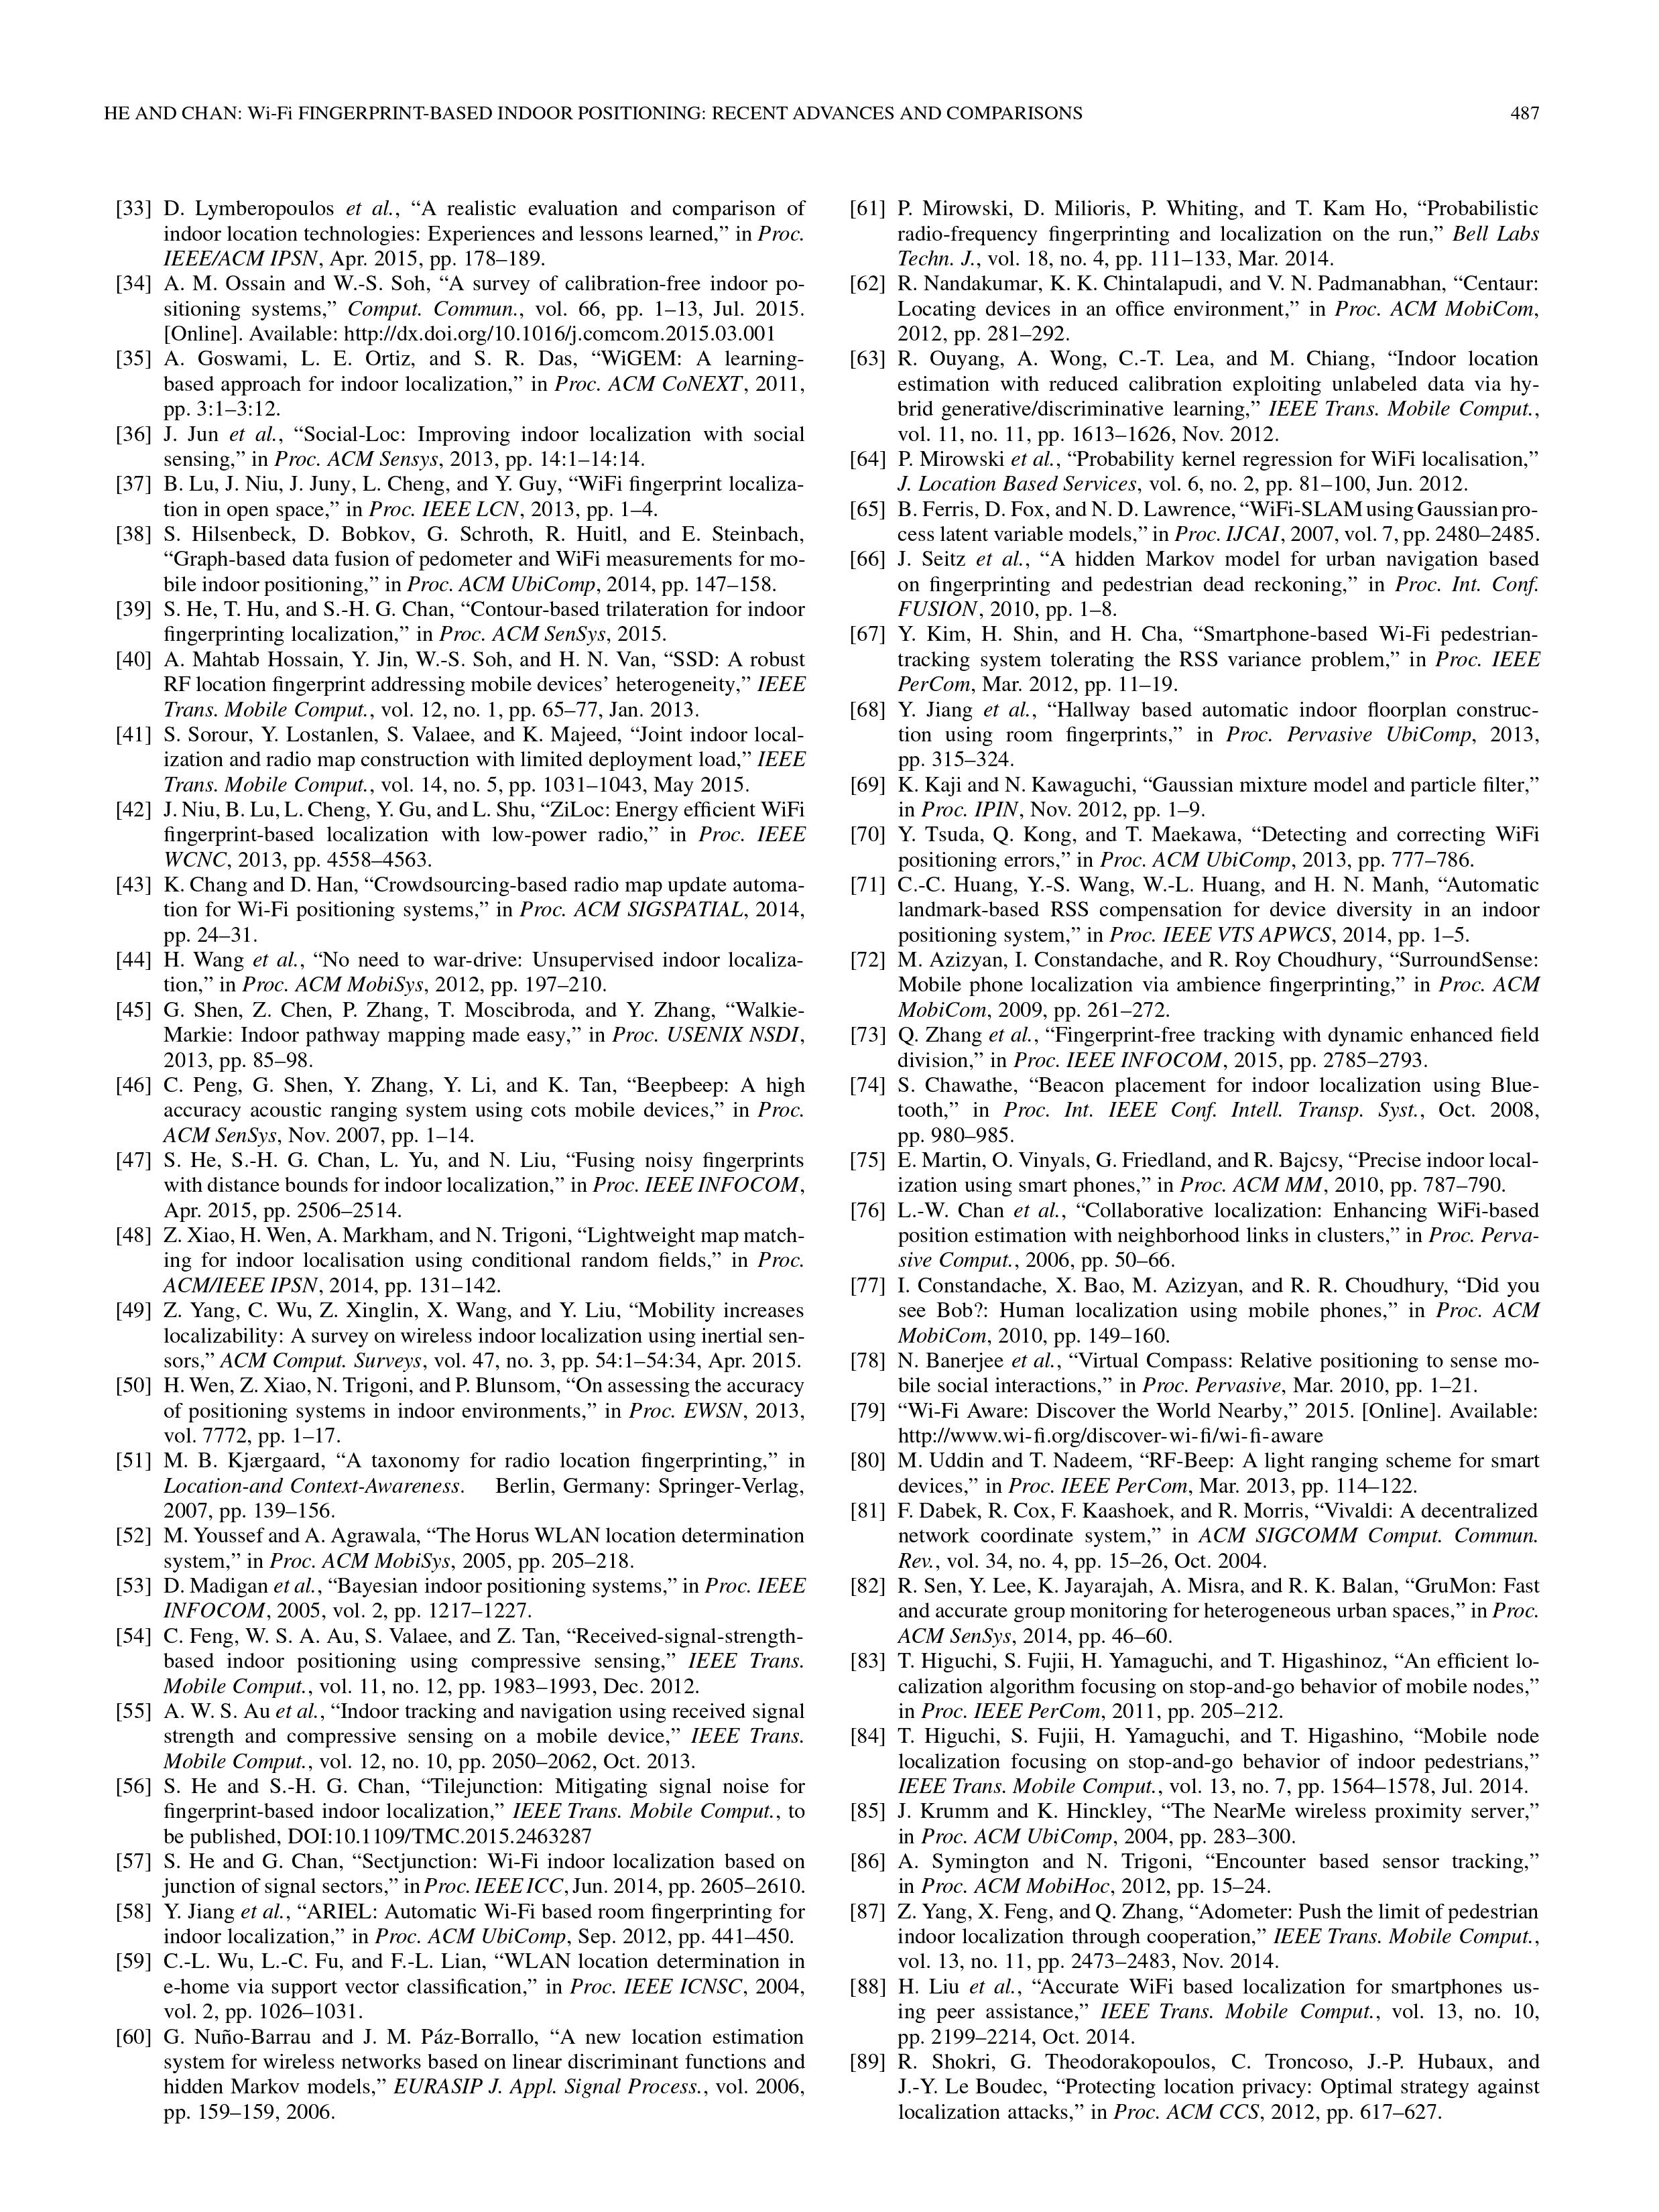 HE AND CHAN: Wi-Fi FINGERPRINT-BASED INDOOR POSITIONING: RECENT ADVANCES AND COMPARISONS 487
[33] D. Lymberopoulos et al., “A realistic evaluation and comparison of
indoor location technologies: Experiences and lessons learned,” in Proc.
IEEE/ACM IPSN, Apr. 2015, pp. 178–189.
[34] A. M. Ossain and W.-S. Soh, “A survey of calibration-free indoor po-
sitioning systems,” Comput. Commun., vol. 66, pp. 1–13, Jul. 2015.
[Online]. Available: http://dx.doi.org/10.1016/j.comcom.2015.03.001
[35] A. Goswami, L. E. Ortiz, and S. R. Das, “WiGEM: A learning-
based approach for indoor localization,” in Proc. ACM CoNEXT, 2011,
pp. 3:1–3:12.
[36] J. Jun et al., “Social-Loc: Improving indoor localization with social
sensing,” in Proc. ACM Sensys, 2013, pp. 14:1–14:14.
[37] B. Lu, J. Niu, J. Juny, L. Cheng, and Y. Guy, “WiFi fingerprint localiza-
tion in open space,” in Proc. IEEE LCN, 2013, pp. 1–4.
[38] S. Hilsenbeck, D. Bobkov, G. Schroth, R. Huitl, and E. Steinbach,
“Graph-based data fusion of pedometer and WiFi measurements for mo-
bile indoor positioning,” in Proc. ACM UbiComp, 2014, pp. 147–158.
[39] S. He, T. Hu, and S.-H. G. Chan, “Contour-based trilateration for indoor
fingerprinting localization,” in Proc. ACM SenSys, 2015.
[40] A. Mahtab Hossain, Y. Jin, W.-S. Soh, and H. N. Van, “SSD: A robust
RF location fingerprint addressing mobile devices’ heterogeneity,” IEEE
Trans. Mobile Comput., vol. 12, no. 1, pp. 65–77, Jan. 2013.
[41] S. Sorour, Y. Lostanlen, S. Valaee, and K. Majeed, “Joint indoor local-
ization and radio map construction with limited deployment load,” IEEE
Trans. Mobile Comput., vol. 14, no. 5, pp. 1031–1043, May 2015.
[42] J. Niu, B. Lu, L. Cheng, Y. Gu, and L. Shu, “ZiLoc: Energy efficient WiFi
fingerprint-based localization with low-power radio,” in Proc. IEEE
WCNC, 2013, pp. 4558–4563.
[43] K. Chang and D. Han, “Crowdsourcing-based radio map update automa-
tion for Wi-Fi positioning systems,” in Proc. ACM SIGSPATIAL, 2014,
pp. 24–31.
[44] H. Wang et al., “No need to war-drive: Unsupervised indoor localiza-
tion,” in Proc. ACM MobiSys, 2012, pp. 197–210.
[45] G. Shen, Z. Chen, P. Zhang, T. Moscibroda, and Y. Zhang, “Walkie-
Markie: Indoor pathway mapping made easy,” in Proc. USENIX NSDI,
2013, pp. 85–98.
[46] C. Peng, G. Shen, Y. Zhang, Y. Li, and K. Tan, “Beepbeep: A high
accuracy acoustic ranging system using cots mobile devices,” in Proc.
ACM SenSys, Nov. 2007, pp. 1–14.
[47] S. He, S.-H. G. Chan, L. Yu, and N. Liu, “Fusing noisy fingerprints
with distance bounds for indoor localization,” in Proc. IEEE INFOCOM,
Apr. 2015, pp. 2506–2514.
[48] Z. Xiao, H. Wen, A. Markham, and N. Trigoni, “Lightweight map match-
ing for indoor localisation using conditional random fields,” in Proc.
ACM/IEEE IPSN, 2014, pp. 131–142.
[49] Z. Yang, C. Wu, Z. Xinglin, X. Wang, and Y. Liu, “Mobility increases
localizability: A survey on wireless indoor localization using inertial sen-
sors,” ACM Comput. Surveys, vol. 47, no. 3, pp. 54:1–54:34, Apr. 2015.
[50] H. Wen, Z. Xiao, N. Trigoni, and P. Blunsom, “On assessing the accuracy
of positioning systems in indoor environments,” in Proc. EWSN, 2013,
vol. 7772, pp. 1–17.
[51] M. B. Kjærgaard, “A taxonomy for radio location fingerprinting,” in
Location-and Context-Awareness. Berlin, Germany: Springer-Verlag,
2007, pp. 139–156.
[52] M. Youssef and A. Agrawala, “The Horus WLAN location determination
system,” in Proc. ACM MobiSys, 2005, pp. 205–218.
[53] D. Madigan et al., “Bayesian indoor positioning systems,” in Proc. IEEE
INFOCOM, 2005, vol. 2, pp. 1217–1227.
[54] C. Feng, W. S. A. Au, S. Valaee, and Z. Tan, “Received-signal-strength-
based indoor positioning using compressive sensing,” IEEE Trans.
Mobile Comput., vol. 11, no. 12, pp. 1983–1993, Dec. 2012.
[55] A. W. S. Au et al., “Indoor tracking and navigation using received signal
strength and compressive sensing on a mobile device,” IEEE Trans.
Mobile Comput., vol. 12, no. 10, pp. 2050–2062, Oct. 2013.
[56] S. He and S.-H. G. Chan, “Tilejunction: Mitigating signal noise for
fingerprint-based indoor localization,” IEEE Trans. Mobile Comput., to
be published, DOI:10.1109/TMC.2015.2463287
[57] S. He and G. Chan, “Sectjunction: Wi-Fi indoor localization based on
junction of signal sectors,” in Proc. IEEE ICC, Jun. 2014, pp. 2605–2610.
[58] Y. Jiang et al., “ARIEL: Automatic Wi-Fi based room fingerprinting for
indoor localization,” in Proc. ACM UbiComp, Sep. 2012, pp. 441–450.
[59] C.-L. Wu, L.-C. Fu, and F.-L. Lian, “WLAN location determination in
e-home via support vector classification,” in Proc. IEEE ICNSC, 2004,
vol. 2, pp. 1026–1031.
[60] G. Nuño-Barrau and J. M. Páz-Borrallo, “A new location estimation
system for wireless networks based on linear discriminant functions and
hidden Markov models,” EURASIP J. Appl. Signal Process., vol. 2006,
pp. 159–159, 2006.
[61] P. Mirowski, D. Milioris, P. Whiting, and T. Kam Ho, “Probabilistic
radio-frequency fingerprinting and localization on the run,” Bell Labs
Techn. J., vol. 18, no. 4, pp. 111–133, Mar. 2014.
[62] R. Nandakumar, K. K. Chintalapudi, and V. N. Padmanabhan, “Centaur:
Locating devices in an office environment,” in Proc. ACM MobiCom,
2012, pp. 281–292.
[63] R. Ouyang, A. Wong, C.-T. Lea, and M. Chiang, “Indoor location
estimation with reduced calibration exploiting unlabeled data via hy-
brid generative/discriminative learning,” IEEE Trans. Mobile Comput.,
vol. 11, no. 11, pp. 1613–1626, Nov. 2012.
[64] P. Mirowski et al., “Probability kernel regression for WiFi localisation,”
J. Location Based Services, vol. 6, no. 2, pp. 81–100, Jun. 2012.
[65] B. Ferris, D. Fox, and N. D. Lawrence, “WiFi-SLAM using Gaussian pro-
cess latent variable models,” in Proc. IJCAI, 2007, vol. 7, pp. 2480–2485.
[66] J. Seitz et al., “A hidden Markov model for urban navigation based
on fingerprinting and pedestrian dead reckoning,” in Proc. Int. Conf.
FUSION, 2010, pp. 1–8.
[67] Y. Kim, H. Shin, and H. Cha, “Smartphone-based Wi-Fi pedestrian-
tracking system tolerating the RSS variance problem,” in Proc. IEEE
PerCom, Mar. 2012, pp. 11–19.
[68] Y. Jiang et al., “Hallway based automatic indoor floorplan construc-
tion using room fingerprints,” in Proc. Pervasive UbiComp, 2013,
pp. 315–324.
[69] K. Kaji and N. Kawaguchi, “Gaussian mixture model and particle filter,”
in Proc. IPIN, Nov. 2012, pp. 1–9.
[70] Y. Tsuda, Q. Kong, and T. Maekawa, “Detecting and correcting WiFi
positioning errors,” in Proc. ACM UbiComp, 2013, pp. 777–786.
[71] C.-C. Huang, Y.-S. Wang, W.-L. Huang, and H. N. Manh, “Automatic
landmark-based RSS compensation for device diversity in an indoor
positioning system,” in Proc. IEEE VTS APWCS, 2014, pp. 1–5.
[72] M. Azizyan, I. Constandache, and R. Roy Choudhury, “SurroundSense:
Mobile phone localization via ambience fingerprinting,” in Proc. ACM
MobiCom, 2009, pp. 261–272.
[73] Q. Zhang et al., “Fingerprint-free tracking with dynamic enhanced field
division,” in Proc. IEEE INFOCOM, 2015, pp. 2785–2793.
[74] S. Chawathe, “Beacon placement for indoor localization using Blue-
tooth,” in Proc. Int. IEEE Conf. Intell. Transp. Syst., Oct. 2008,
pp. 980–985.
[75] E. Martin, O. Vinyals, G. Friedland, and R. Bajcsy, “Precise indoor local-
ization using smart phones,” in Proc. ACM MM, 2010, pp. 787–790.
[76] L.-W. Chan et al., “Collaborative localization: Enhancing WiFi-based
position estimation with neighborhood links in clusters,” in Proc. Perva-
sive Comput., 2006, pp. 50–66.
[77] I. Constandache, X. Bao, M. Azizyan, and R. R. Choudhury, “Did you
see Bob?: Human localization using mobile phones,” in Proc. ACM
MobiCom, 2010, pp. 149–160.
[78] N. Banerjee et al., “Virtual Compass: Relative positioning to sense mo-
bile social interactions,” in Proc. Pervasive, Mar. 2010, pp. 1–21.
[79] “Wi-Fi Aware: Discover the World Nearby,” 2015. [Online]. Available:
http://www.wi-fi.org/discover-wi-fi/wi-fi-aware
[80] M. Uddin and T. Nadeem, “RF-Beep: A light ranging scheme for smart
devices,” in Proc. IEEE PerCom, Mar. 2013, pp. 114–122.
[81] F. Dabek, R. Cox, F. Kaashoek, and R. Morris, “Vivaldi: A decentralized
network coordinate system,” in ACM SIGCOMM Comput. Commun.
Rev., vol. 34, no. 4, pp. 15–26, Oct. 2004.
[82] R. Sen, Y. Lee, K. Jayarajah, A. Misra, and R. K. Balan, “GruMon: Fast
and accurate group monitoring for heterogeneous urban spaces,” in Proc.
ACM SenSys, 2014, pp. 46–60.
[83] T. Higuchi, S. Fujii, H. Yamaguchi, and T. Higashinoz, “An efficient lo-
calization algorithm focusing on stop-and-go behavior of mobile nodes,”
in Proc. IEEE PerCom, 2011, pp. 205–212.
[84] T. Higuchi, S. Fujii, H. Yamaguchi, and T. Higashino, “Mobile node
localization focusing on stop-and-go behavior of indoor pedestrians,”
IEEE Trans. Mobile Comput., vol. 13, no. 7, pp. 1564–1578, Jul. 2014.
[85] J. Krumm and K. Hinckley, “The NearMe wireless proximity server,”
in Proc. ACM UbiComp, 2004, pp. 283–300.
[86] A. Symington and N. Trigoni, “Encounter based sensor tracking,”
in Proc. ACM MobiHoc, 2012, pp. 15–24.
[87] Z. Yang, X. Feng, and Q. Zhang, “Adometer: Push the limit of pedestrian
indoor localization through cooperation,” IEEE Trans. Mobile Comput.,
vol. 13, no. 11, pp. 2473–2483, Nov. 2014.
[88] H. Liu et al., “Accurate WiFi based localization for smartphones us-
ing peer assistance,” IEEE Trans. Mobile Comput., vol. 13, no. 10,
pp. 2199–2214, Oct. 2014.
[89] R. Shokri, G. Theodorakopoulos, C. Troncoso, J.-P. Hubaux, and
J.-Y. Le Boudec, “Protecting location privacy: Optimal strategy against
localization attacks,” in Proc. ACM CCS, 2012, pp. 617–627.